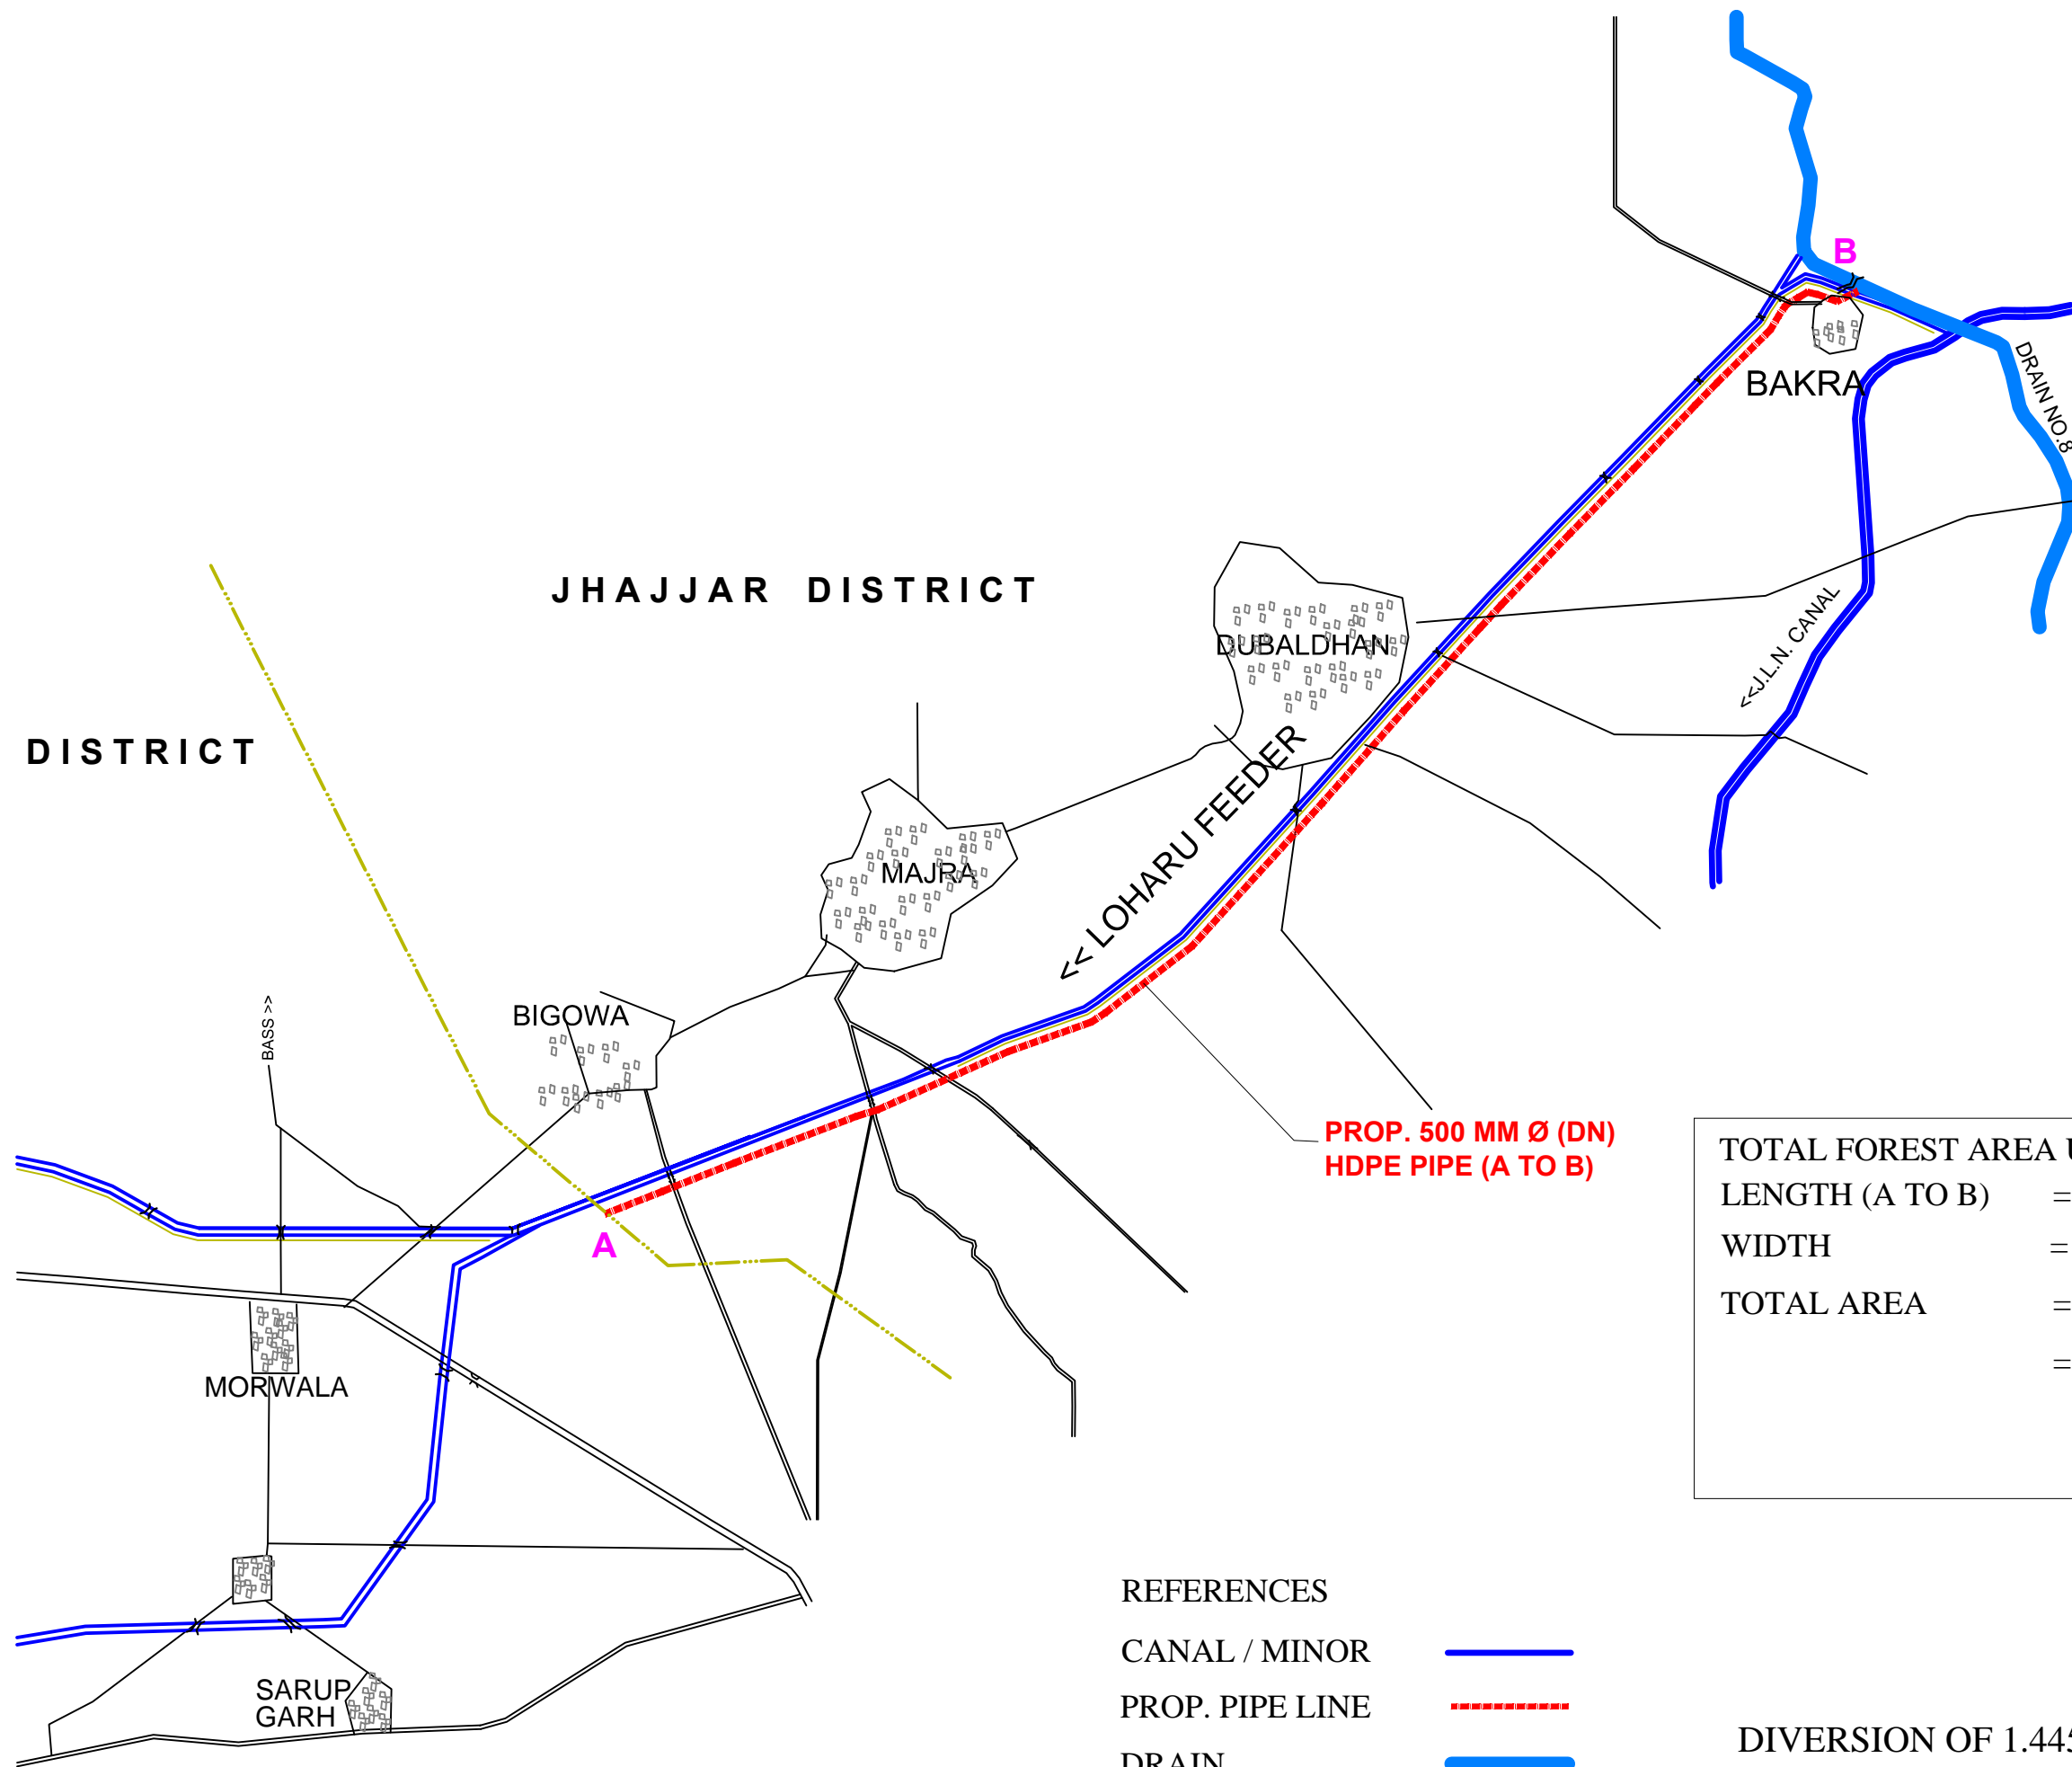 B
BAKRA
DRAIN NO.8
JHAJJAR DISTRICT
DUBALDHAN
<<J.L.N. CANAL
DISTRICT
<< LOHARU FEEDER
MAJRA
BASS >>
BIGOWA
PROP. 500 MM Ø (DN)
HDPE PIPE (A TO B)
A
TOTAL FOREST AREA
LENGTH (A TO B) =
WIDTH =
TOTAL AREA =
=
MORWALA
SARUP
GARH
REFERENCES
CANAL / MINOR
PROP. PIPE LINE
DRAIN
DIVERSION OF 1.445